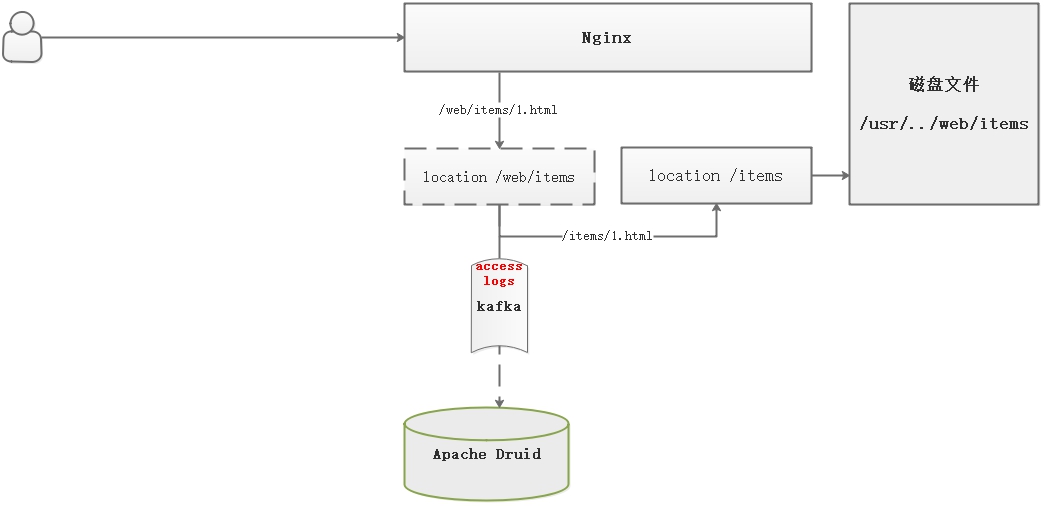 Nginx
磁盘文件
/usr/../web/items
/web/items/1.html
location /web/items
location /items
/items/1.html
access
logs
kafka
Apache Druid